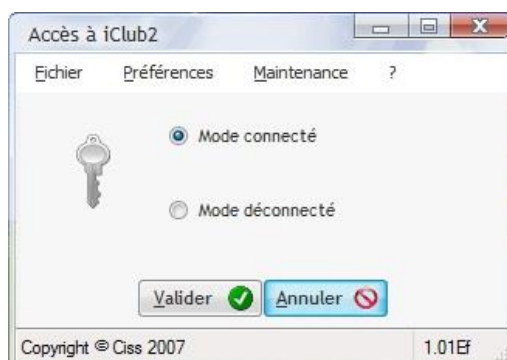 Accès à iClub2
Fichier Préférences Maintenance ?
Mode connecté
Mode déconnecté
Valider Annuler
Copyright © Ciss 2007 1.01Ef